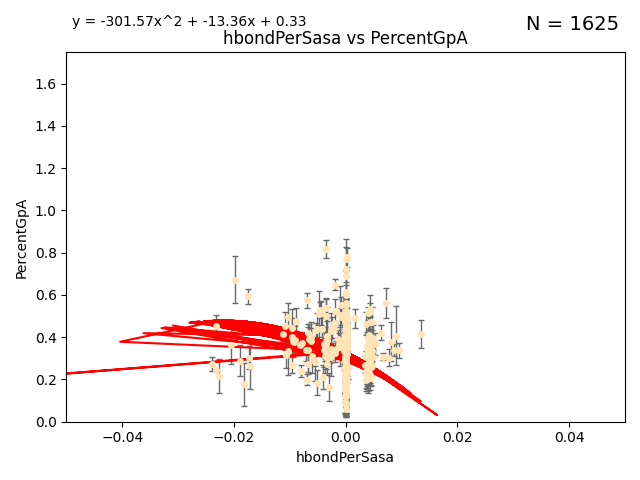 y = -301.57x^2 + -13.36x + 0.33
N = 1625
hbondPerSasa vs PercentGpA
PercentGpA
1.6
1.4
1.2
1.0
0.8
0.6
0.4
0.2
0.0
−0.04
−0.02
0.00
0.02
0.04
hbondPerSasa